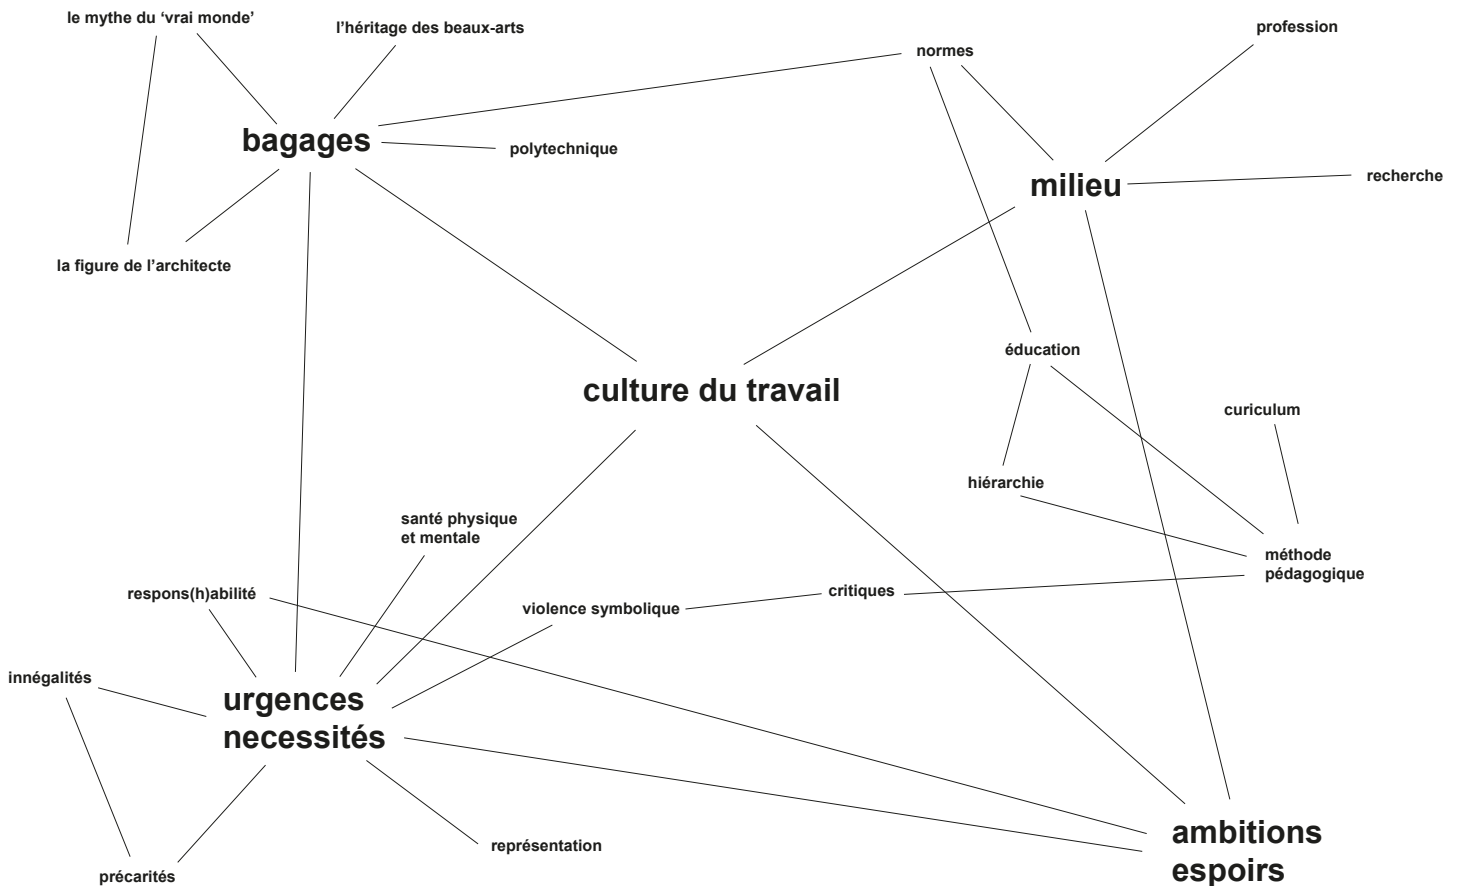 le mythe du ‘vrai monde’
l’héritage des beaux-arts
profession
normes
bagages
polytechnique
recherche
milieu
la figure de l’architecte
éducation
culture du travail
curiculum
hiérarchie
santé physique
et mentale
méthode
pédagogique
critiques
respons(h)abilité
violence symbolique
innégalités
urgences
necessités
ambitions
espoirs
représentation
précarités